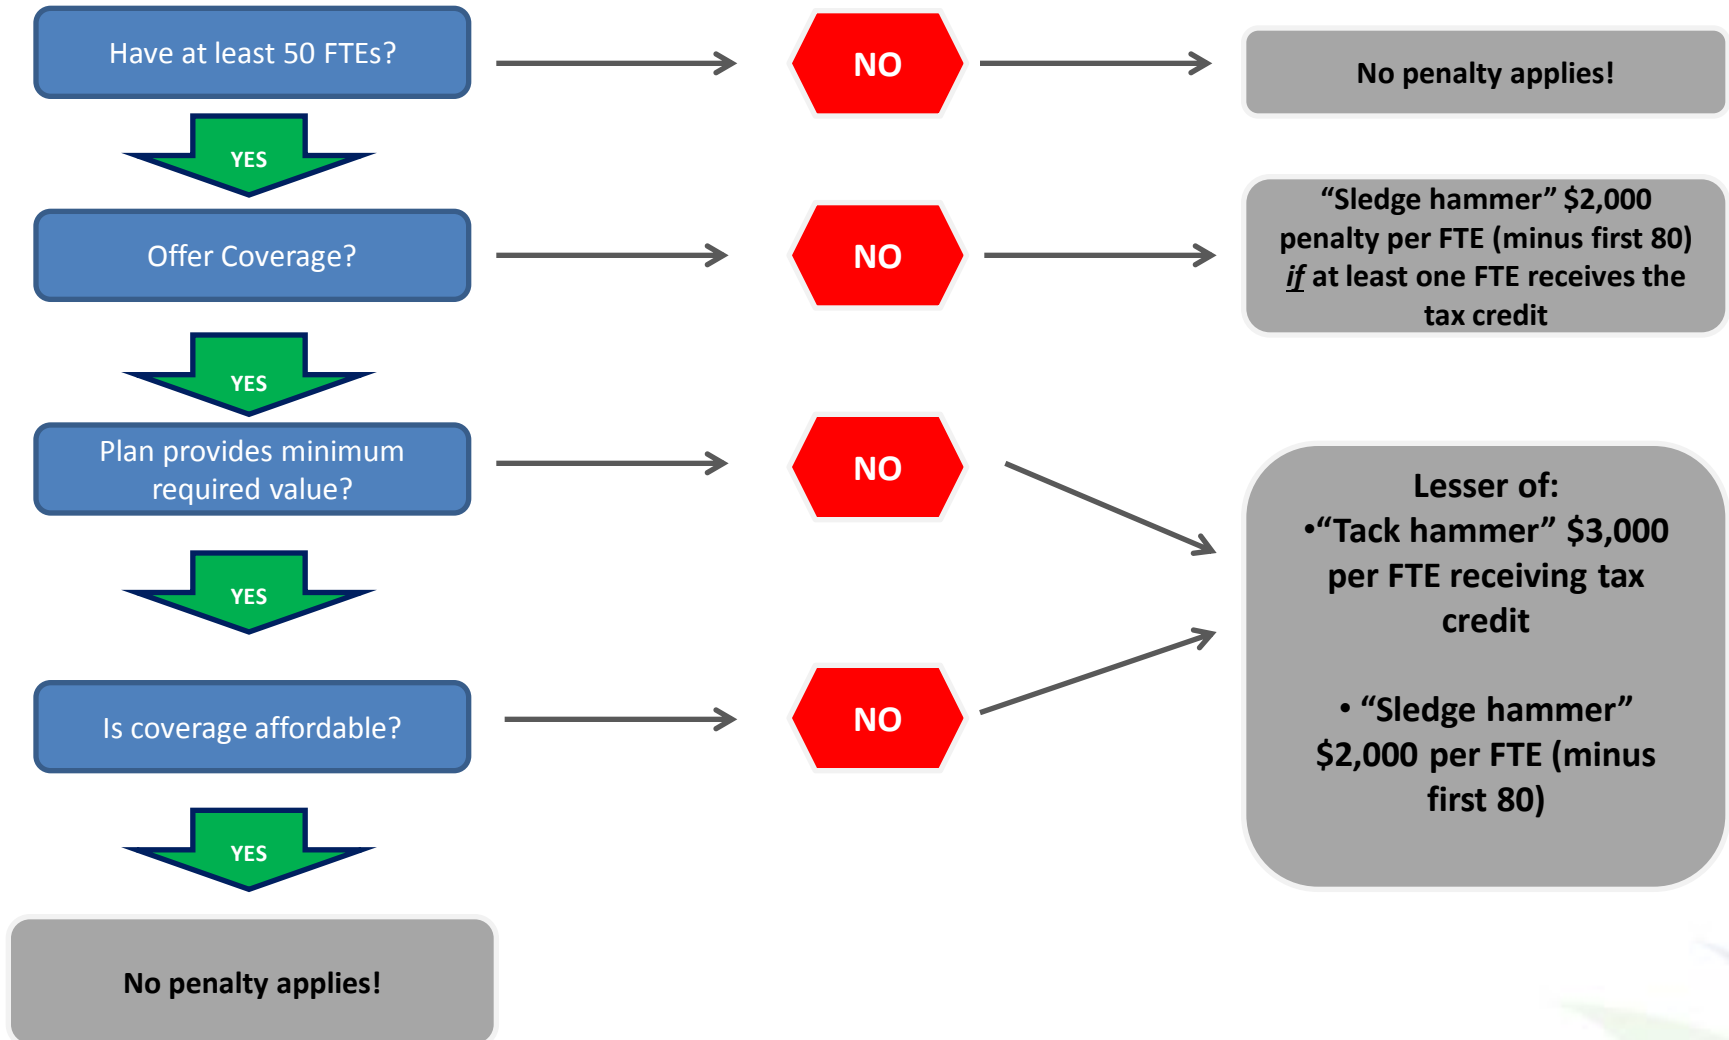 Have at least 50 FTEs?
NO
No penalty applies!
YES
Offer Coverage?
NO
“Sledge hammer” $2,000
penalty per FTE (minus first 80)
if at least one FTE receives the
tax credit
YES
Plan provides minimum
required value?
NO
YES
Is coverage affordable?
NO
Lesser of:
•“Tack hammer” $3,000
per FTE receiving tax
credit
• “Sledge hammer”
$2,000 per FTE (minus
first 80)
YES
No penalty applies!